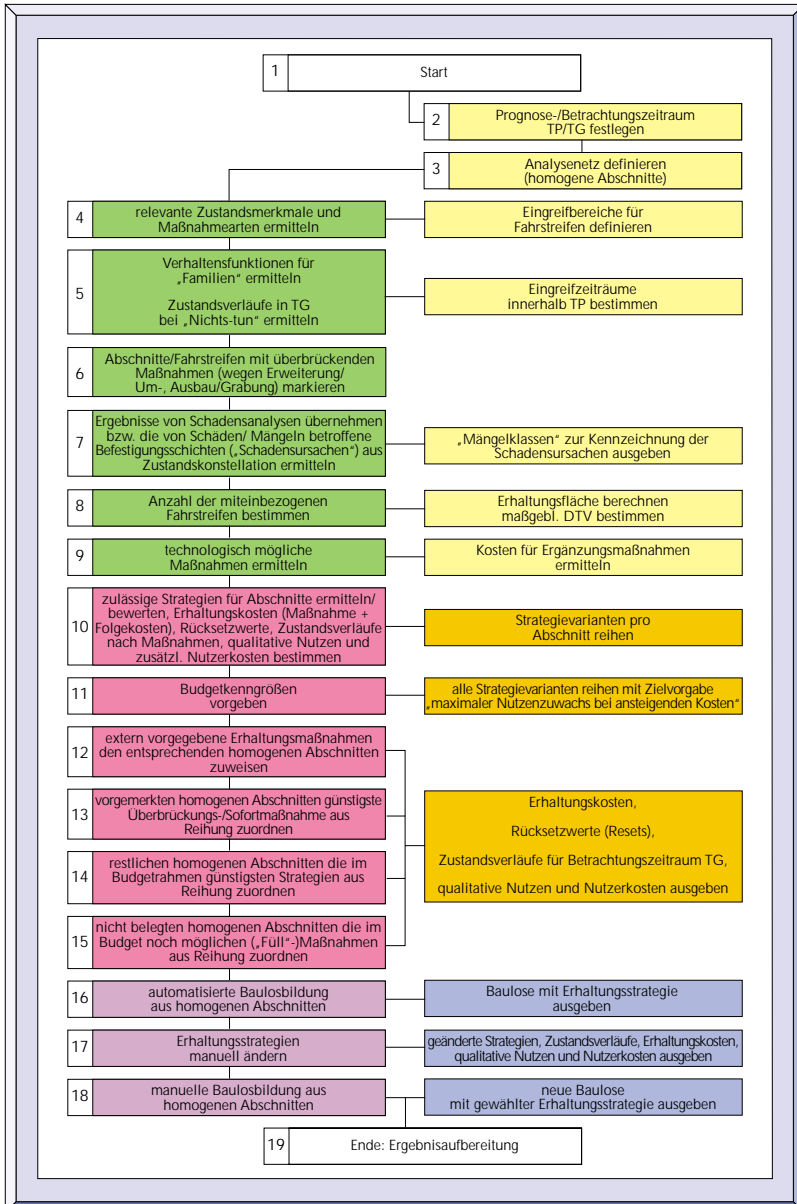 1
Start
2
Prognose-/Betrachtungszeitraum
TP/TG festlegen
3
Analysenetz definieren
(homogene Abschnitte)
4
relevante Zustandsmerkmale und
Maßnahmearten ermitteln
Eingreifbereiche für
Fahrstreifen definieren
5
Verhaltensfunktionen für
„Familien“ ermitteln
Zustandsverläufe in TG
bei „Nichts-tun“ ermitteln
Eingreifzeiträume
innerhalb TP bestimmen
6
Abschnitte/Fahrstreifen mit überbrückenden
Maßnahmen (wegen Erweiterung/
Um-, Ausbau/Grabung) markieren
7
Ergebnisse von Schadensanalysen übernehmen
bzw. die von Schäden/ Mängeln betroffene
Befestigungsschichten („Schadensursachen“) aus
Zustandskonstellation ermitteln
„Mängelklassen“ zur Kennzeichnung der
Schadensursachen ausgeben
8
Anzahl der miteinbezogenen
Fahrstreifen bestimmen
Erhaltungsfläche berechnen
maßgebl. DTV bestimmen
9
technologisch mögliche
Maßnahmen ermitteln
Kosten für Ergänzungsmaßnahmen
ermitteln
10
zulässige Strategien für Abschnitte ermitteln/
bewerten, Erhaltungskosten (Maßnahme +
Folgekosten), Rücksetzwerte, Zustandsverläufe
nach Maßnahmen, qualitative Nutzen und
zusätzl. Nutzerkosten bestimmen
Strategievarianten pro
Abschnitt reihen
11
Budgetkenngrößen
vorgeben
alle Strategievarianten reihen mit Zielvorgabe
„maximaler Nutzenzuwachs bei ansteigenden Kosten“
12
extern vorgegebene Erhaltungsmaßnahmen
den entsprechenden homogenen Abschnitten
zuweisen
13
vorgemerkten homogenen Abschnitten günstigste
Überbrückungs-/Sofortmaßnahme aus
Reihung zuordnen
14
restlichen homogenen Abschnitten die im
Budgetrahmen günstigsten Strategien aus
Reihung zuordnen
15
nicht belegten homogenen Abschnitten die im
Budget noch möglichen („Füll“-)Maßnahmen
aus Reihung zuordnen
Erhaltungskosten,
Rücksetzwerte (Resets),
Zustandsverläufe für Betrachtungszeitraum TG,
qualitative Nutzen und Nutzerkosten ausgeben
16
automatisierte Baulosbildung
aus homogenen Abschnitten
Baulose mit Erhaltungsstrategie
ausgeben
17
Erhaltungsstrategien
manuell ändern
geänderte Strategien, Zustandsverläufe, Erhaltungskosten,
qualitative Nutzen und Nutzerkosten ausgeben
18
manuelle Baulosbildung aus
homogenen Abschnitten
neue Baulose
mit gewählter Erhaltungsstrategie ausgeben
19
Ende: Ergebnisaufbereitung